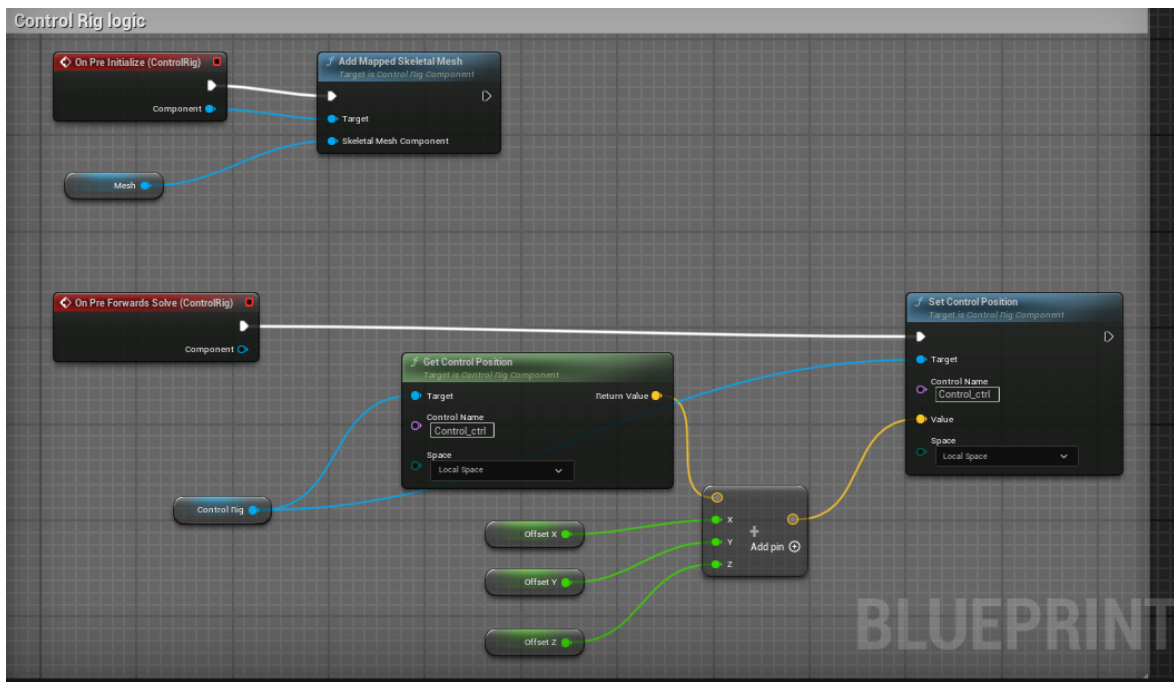 Control Rig logic
On Pre Initialize (ControlRig)
Component
f Add Mapped Skeletal Mesh
Target is Control Rig Component
Target
Skeletal Mesh Component
Mesh
On Pre Forwards Solve (ControlRig)
Component
f Get Control Position
Target is Control Rig Component
Target
Return Value
Control Name
Control_ctrl
Space
Local Space
f Set Control Position
Target is Control Rig Component
Target
Control Name
Control_ctrl
Value
Space
Local Space
Control Rig
Offset X
Offset Y
Offset Z
X
Y
Z
+
Add pin
BLUEPRINT